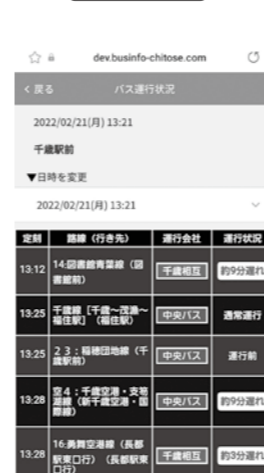 dev.businfo-chitose.com
< 戻る バス運行状況
2022/02/21(月) 13:21
千歳駅前
▼日時を変更
2022/02/21(月) 13:21
定刻 路線（行き先） 運行会社 運行状況
13:12 14:図書館青葉線（図書館前） 千歳相互 約9分遅れ
13:25 千歳線［千歳〜茂漁〜福住駅］（福住駅） 中央バス 通常運行
13:25 23：稲穂団地線（千歳駅前） 中央バス 運行前
13:28 空4：千歳空港・支笏湖線（新千歳空港・国際線） 中央バス 約9分遅れ
13:28 16:勇舞空港線（長都駅東口行）（長都駅東口行） 千歳相互 約3分遅れ